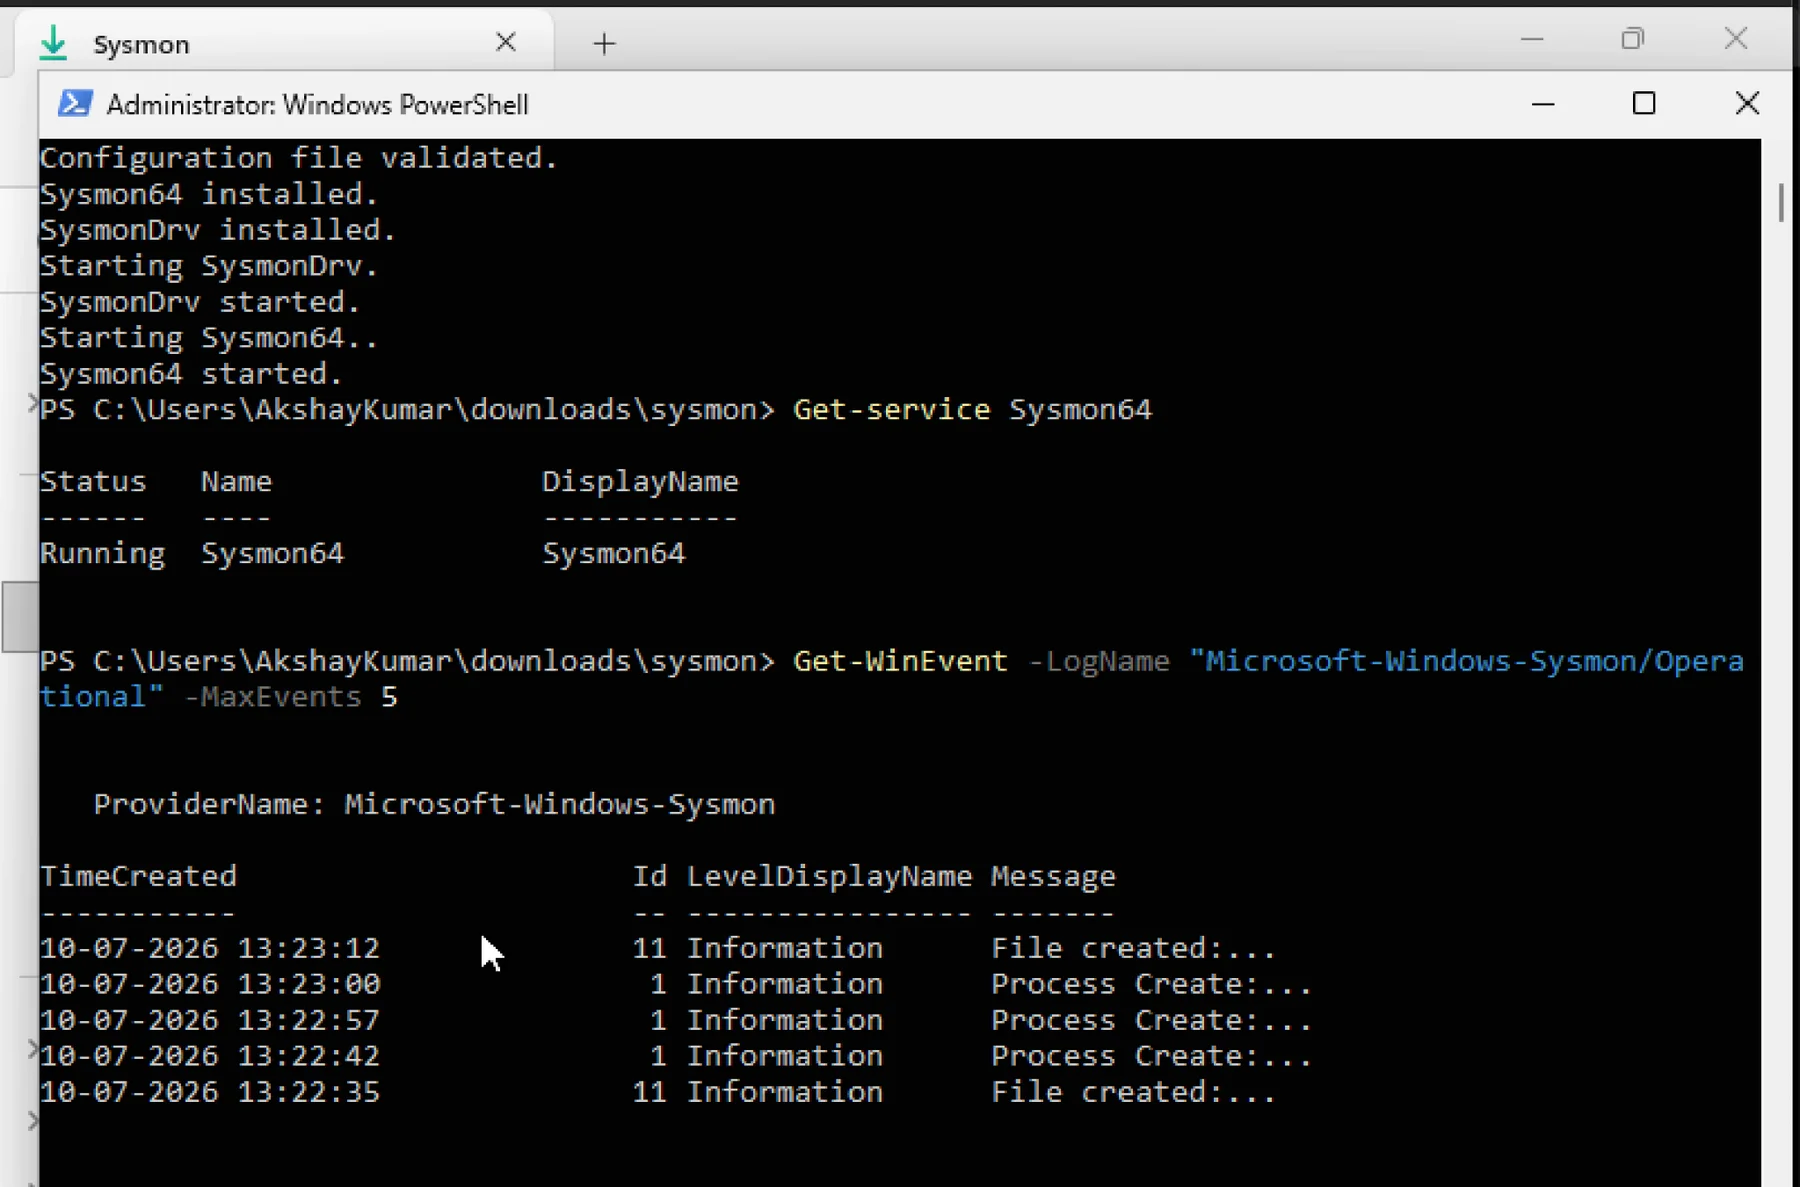 Sysmon
Administrator: Windows PowerShell
Configuration file validated.
Sysmon64 installed.
SysmonDrv installed.
Starting SysmonDrv.
SysmonDrv started.
Starting Sysmon64..
Sysmon64 started.
PS C:\Users\AkshayKumar\downloads\sysmon> Get-service Sysmon64
Status   Name               DisplayName
------   ----               -----------
Running  Sysmon64           Sysmon64
PS C:\Users\AkshayKumar\downloads\sysmon> Get-WinEvent -LogName "Microsoft-Windows-Sysmon/Opera
tional" -MaxEvents 5
   ProviderName: Microsoft-Windows-Sysmon
TimeCreated                      Id LevelDisplayName Message
-----------                      -- ---------------- -------
10-07-2026 13:23:12              11 Information      File created:...
10-07-2026 13:23:00               1 Information      Process Create:...
10-07-2026 13:22:57               1 Information      Process Create:...
10-07-2026 13:22:42               1 Information      Process Create:...
10-07-2026 13:22:35              11 Information      File created:...